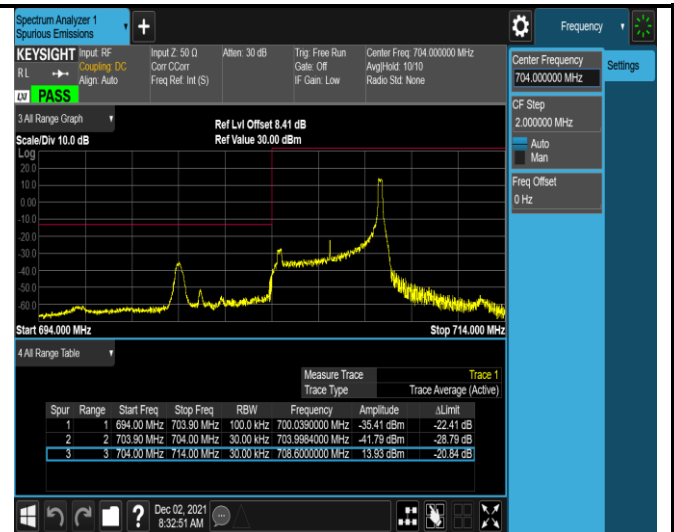 Spectrum Analyzer 1
Spurious Emissions
Frequency
KEYSIGHT
Input: RF
Coupling: DC
Align: Auto
Input Z: 50 Ω
Corr CCorr
Freq Ref: Int (S)
Atten: 30 dB
Trig: Free Run
Gate: Off
IF Gain: Low
Center Freq: 704.000000 MHz
Avg|Hold: 10/10
Radio Std: None
R L
LXI
PASS
Center Frequency
704.000000 MHz
Settings
CF Step
2.000000 MHz
Auto
Man
Freq Offset
0 Hz
3 All Range Graph
Scale/Div 10.0 dB
Ref Lvl Offset 8.41 dB
Ref Value 30.00 dBm
Log
20.0
10.0
0.00
-10.0
-20.0
-30.0
-40.0
-50.0
-60.0
Start 694.000 MHz
Stop 714.000 MHz
4 All Range Table
Measure Trace Trace 1
Trace Type Trace Average (Active)
Spur Range Start Freq Stop Freq RBW Frequency Amplitude ΔLimit
1 1 694.00 MHz 703.90 MHz 100.0 kHz 700.0390000 MHz -35.41 dBm -22.41 dB
2 2 703.90 MHz 704.00 MHz 30.00 kHz 703.9984000 MHz -41.79 dBm -28.79 dB
3 3 704.00 MHz 714.00 MHz 30.00 kHz 708.6000000 MHz 13.93 dBm -20.84 dB
Dec 02, 2021
8:32:51 AM